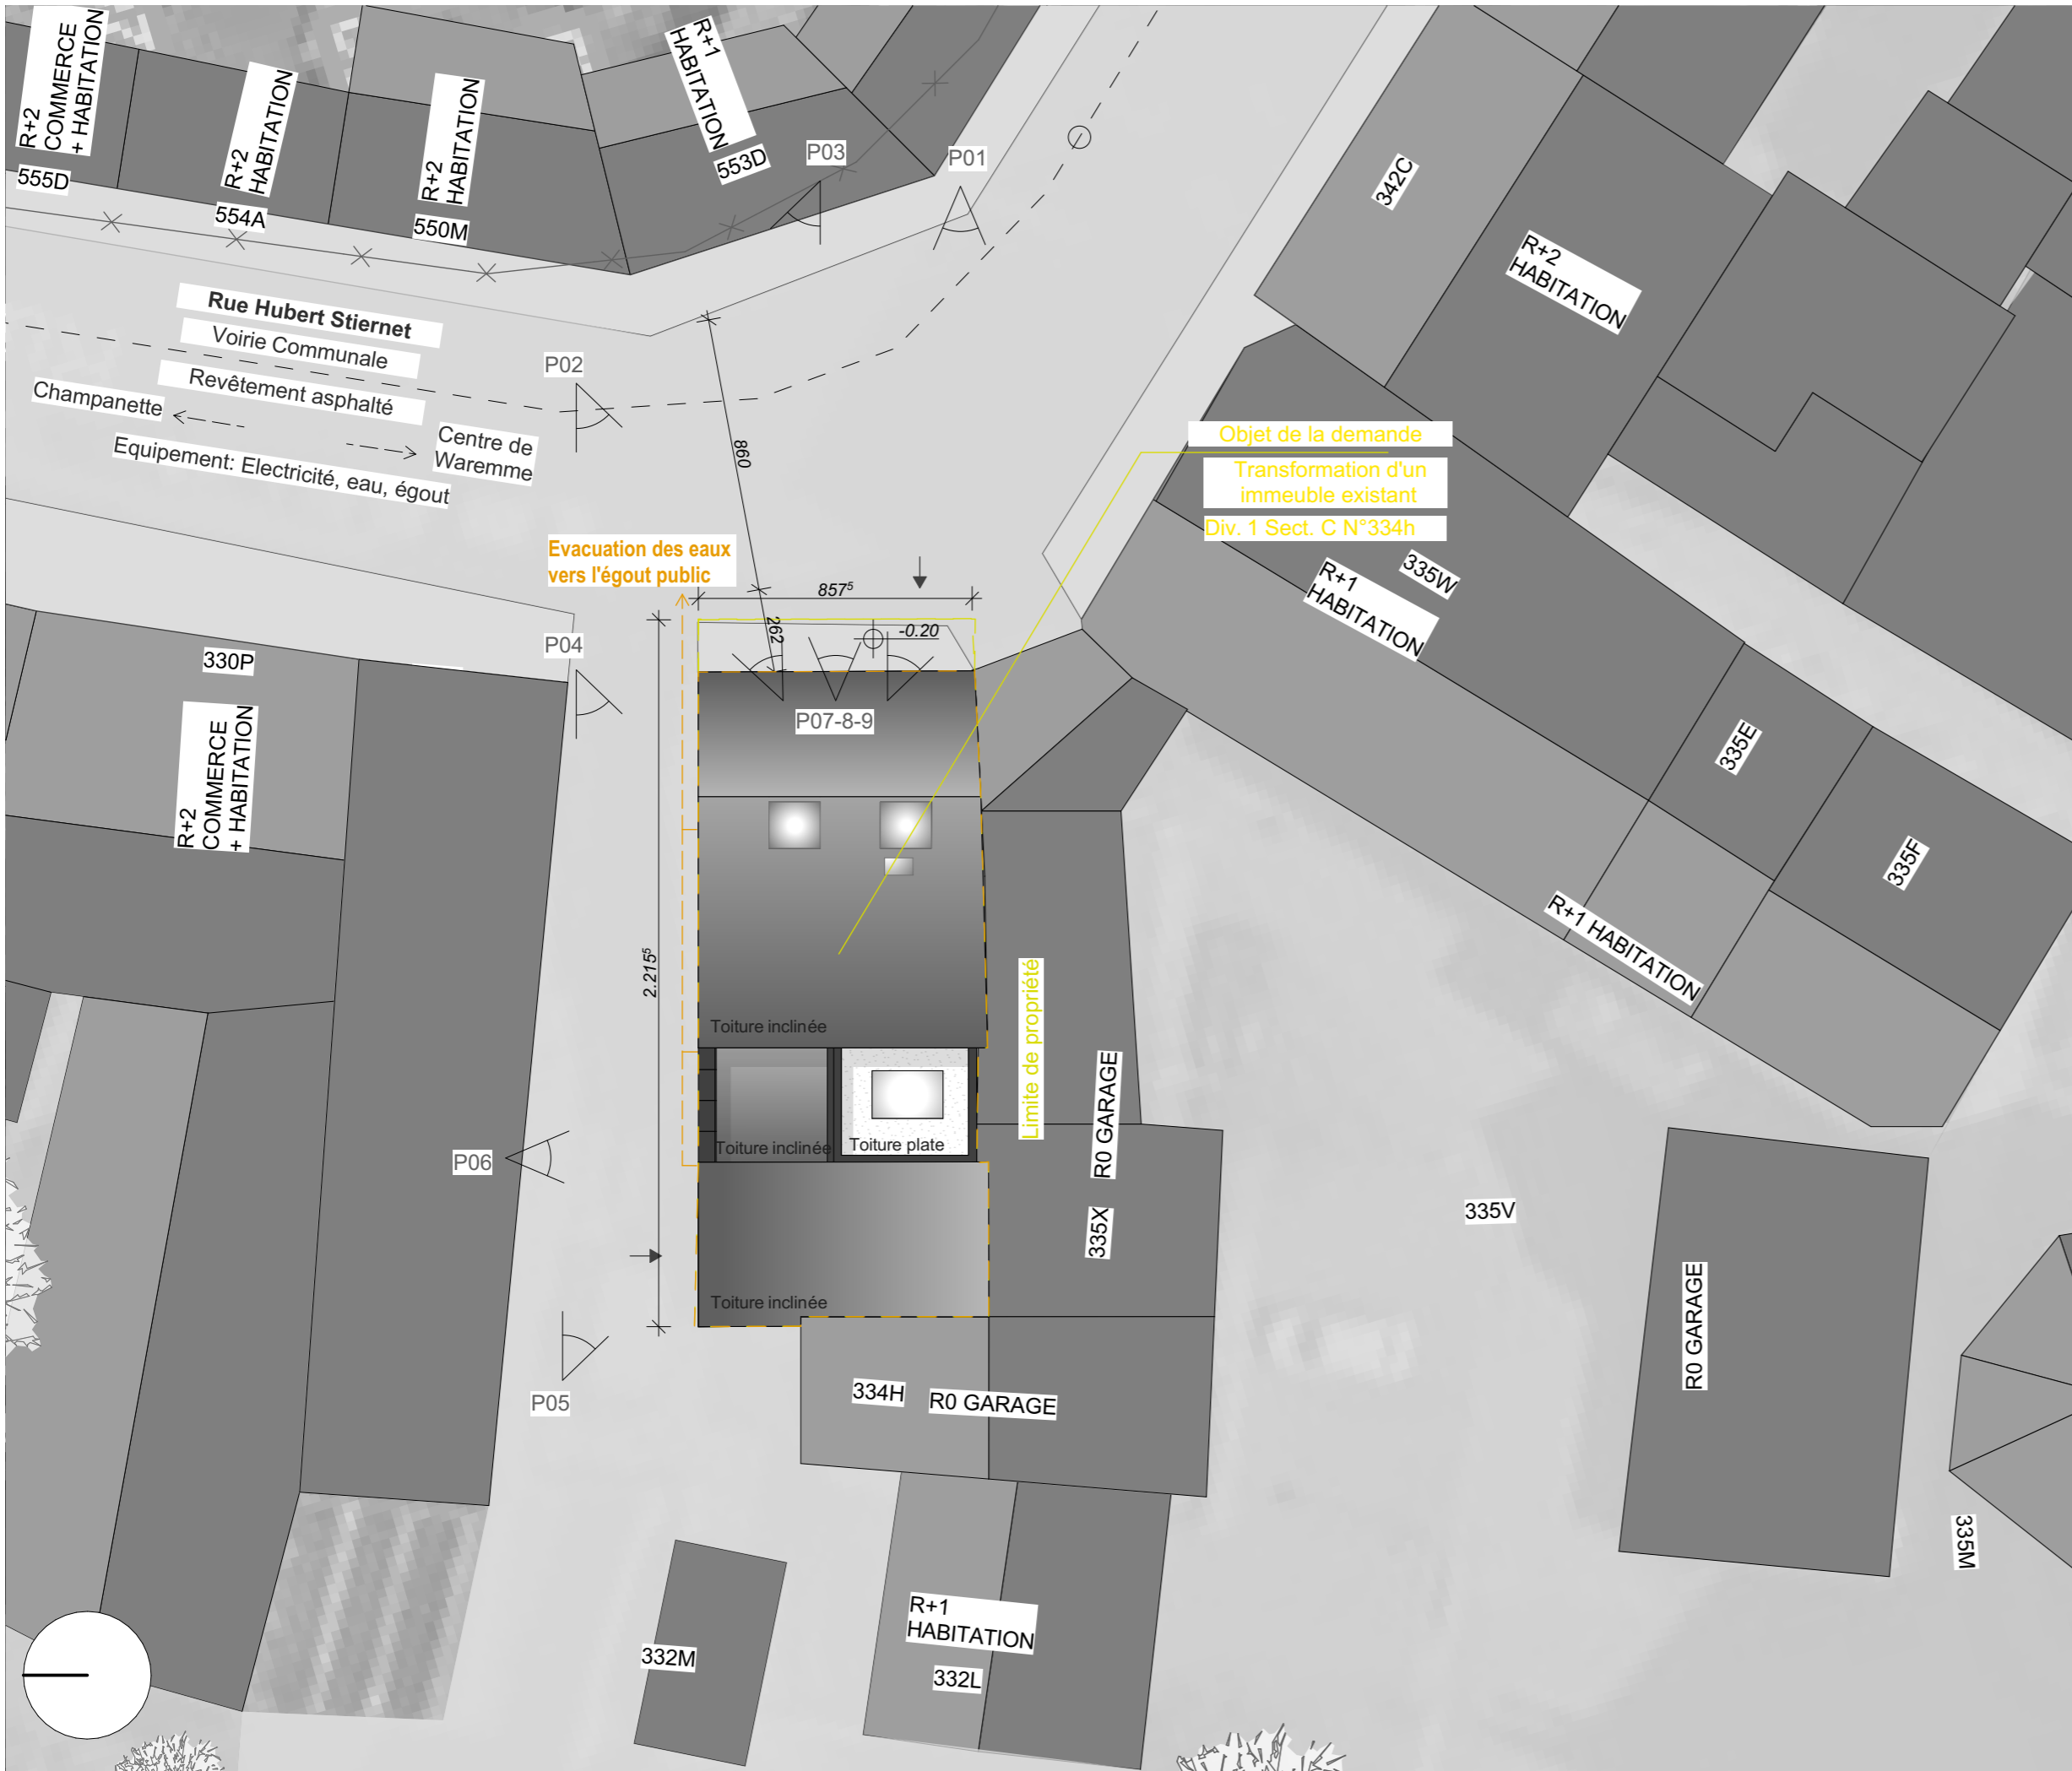 R+2
COMMERCE
+ HABITATION
555D
R+2
HABITATION
554A
R+2
HABITATION
550M
R+1
HABITATION
553D
P03
P01
342C
R+2
HABITATION
Rue Hubert Stiernet
Voirie Communale
Revêtement asphalté
Champanette
Centre de
Waremme
Equipement: Electricité, eau, égout
P02
860
Objet de la demande
Transformation d'un
immeuble existant
Div. 1 Sect. C N°334h
Evacuation des eaux
vers l'égout public
857⁵
262
-0.20
335W
R+1
HABITATION
P04
330P
R+2
COMMERCE
+ HABITATION
P07-8-9
335E
335F
R+1 HABITATION
2.215⁵
Toiture inclinée
Limite de propriété
Toiture inclinée
Toiture plate
R0 GARAGE
P06
335X
335V
Toiture inclinée
R0 GARAGE
P05
334H
R0 GARAGE
335M
R+1
HABITATION
332M
332L